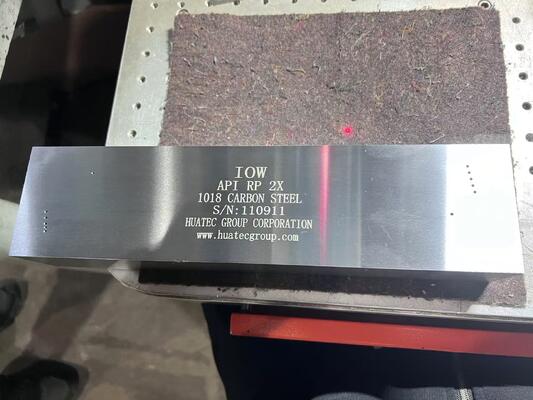 IOW
API RP 2X
1018 CARBON STEEL
S/N:110911
HUATEC GROUP CORPORATION
www.huatecgroup.com